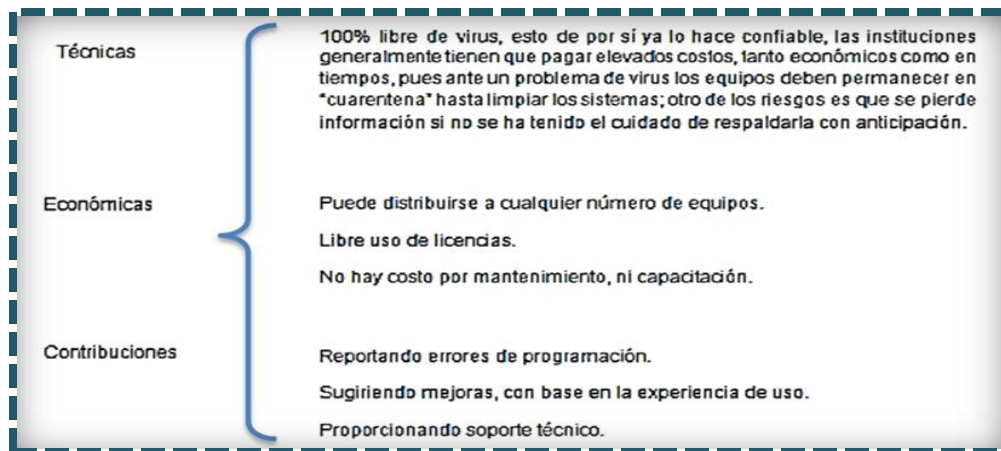 Técnicas
100% libre de virus, esto de por sí ya lo hace confiable, las instituciones
generalmente tienen que pagar elevados costos, tanto económicos como en
tiempos, pues ante un problema de virus los equipos deben permanecer en
"cuarentena" hasta limpiar los sistemas; otro de los riesgos es que se pierde
información si no se ha tenido el cuidado de respaldarla con anticipación.
Económicas
Puede distribuirse a cualquier número de equipos.
Libre uso de licencias.
No hay costo por mantenimiento, ni capacitación.
Contribuciones
Reportando errores de programación.
Sugiriendo mejoras, con base en la experiencia de uso.
Proporcionando soporte técnico.